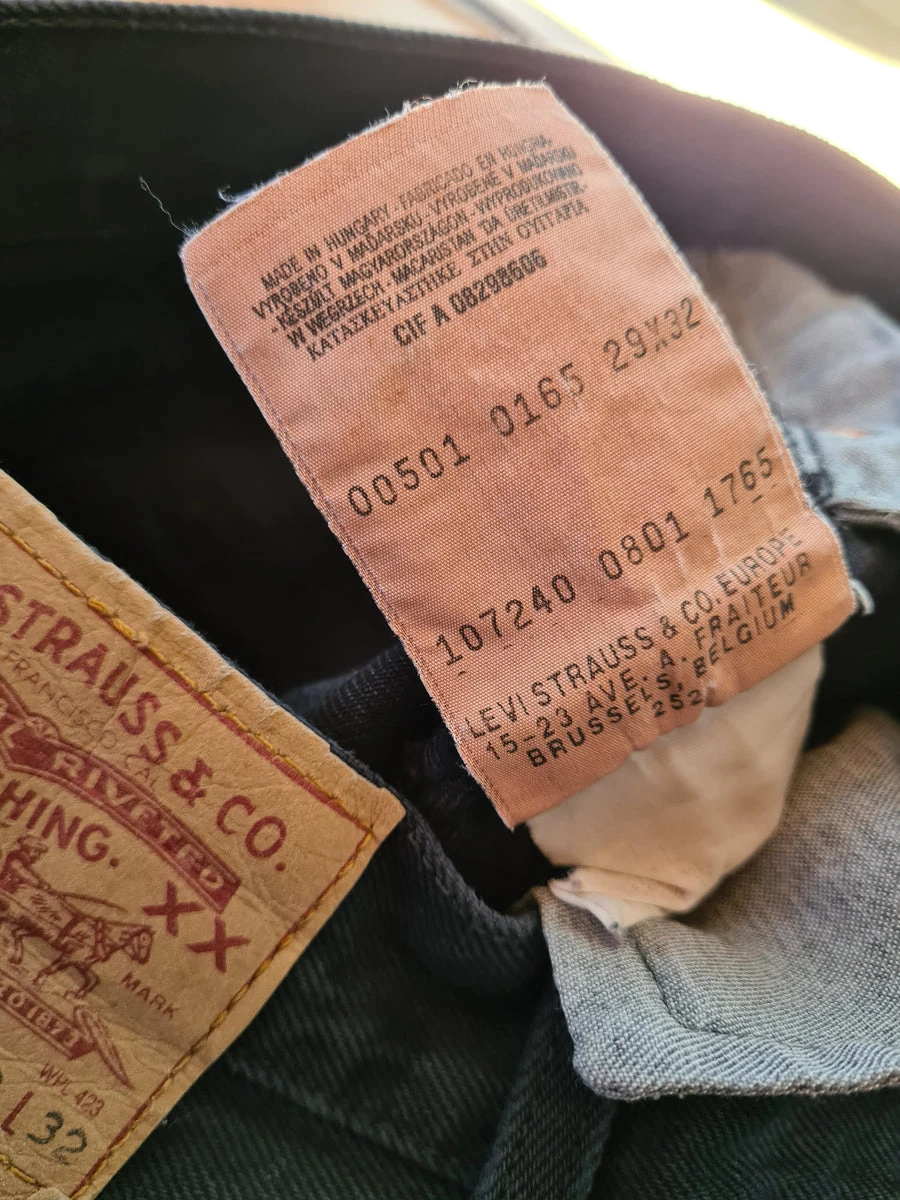 MADE IN HUNGARY - FABRICADO EN HUNGRIA-
VYROBENO V MAĎARSKU - VYROBENÉ V MAĎARSKU
- KÉSZÜLT MAGYARORSZÁGON - WYPRODUKOWANO
W WEGRZECH - MACARISTAN DA ÜRETILMISTIR-
ΚΑΤΑΣΚΕΥΑΣΤΗΚΕ ΣΤΗΝ ΟΥΓΓΑΡΙΑ
CIF A 08298606
00501 0165 29X32
107240 0801 1765
LEVI STRAUSS & CO. EUROPE
15-23 AVE. A. FRAITEUR
BRUSSELS, BELGIUM
252
STRAUSS & CO.
FRANCISCO CAL
RIVETED
HING.
XX
MARK
WPL 423
L 32